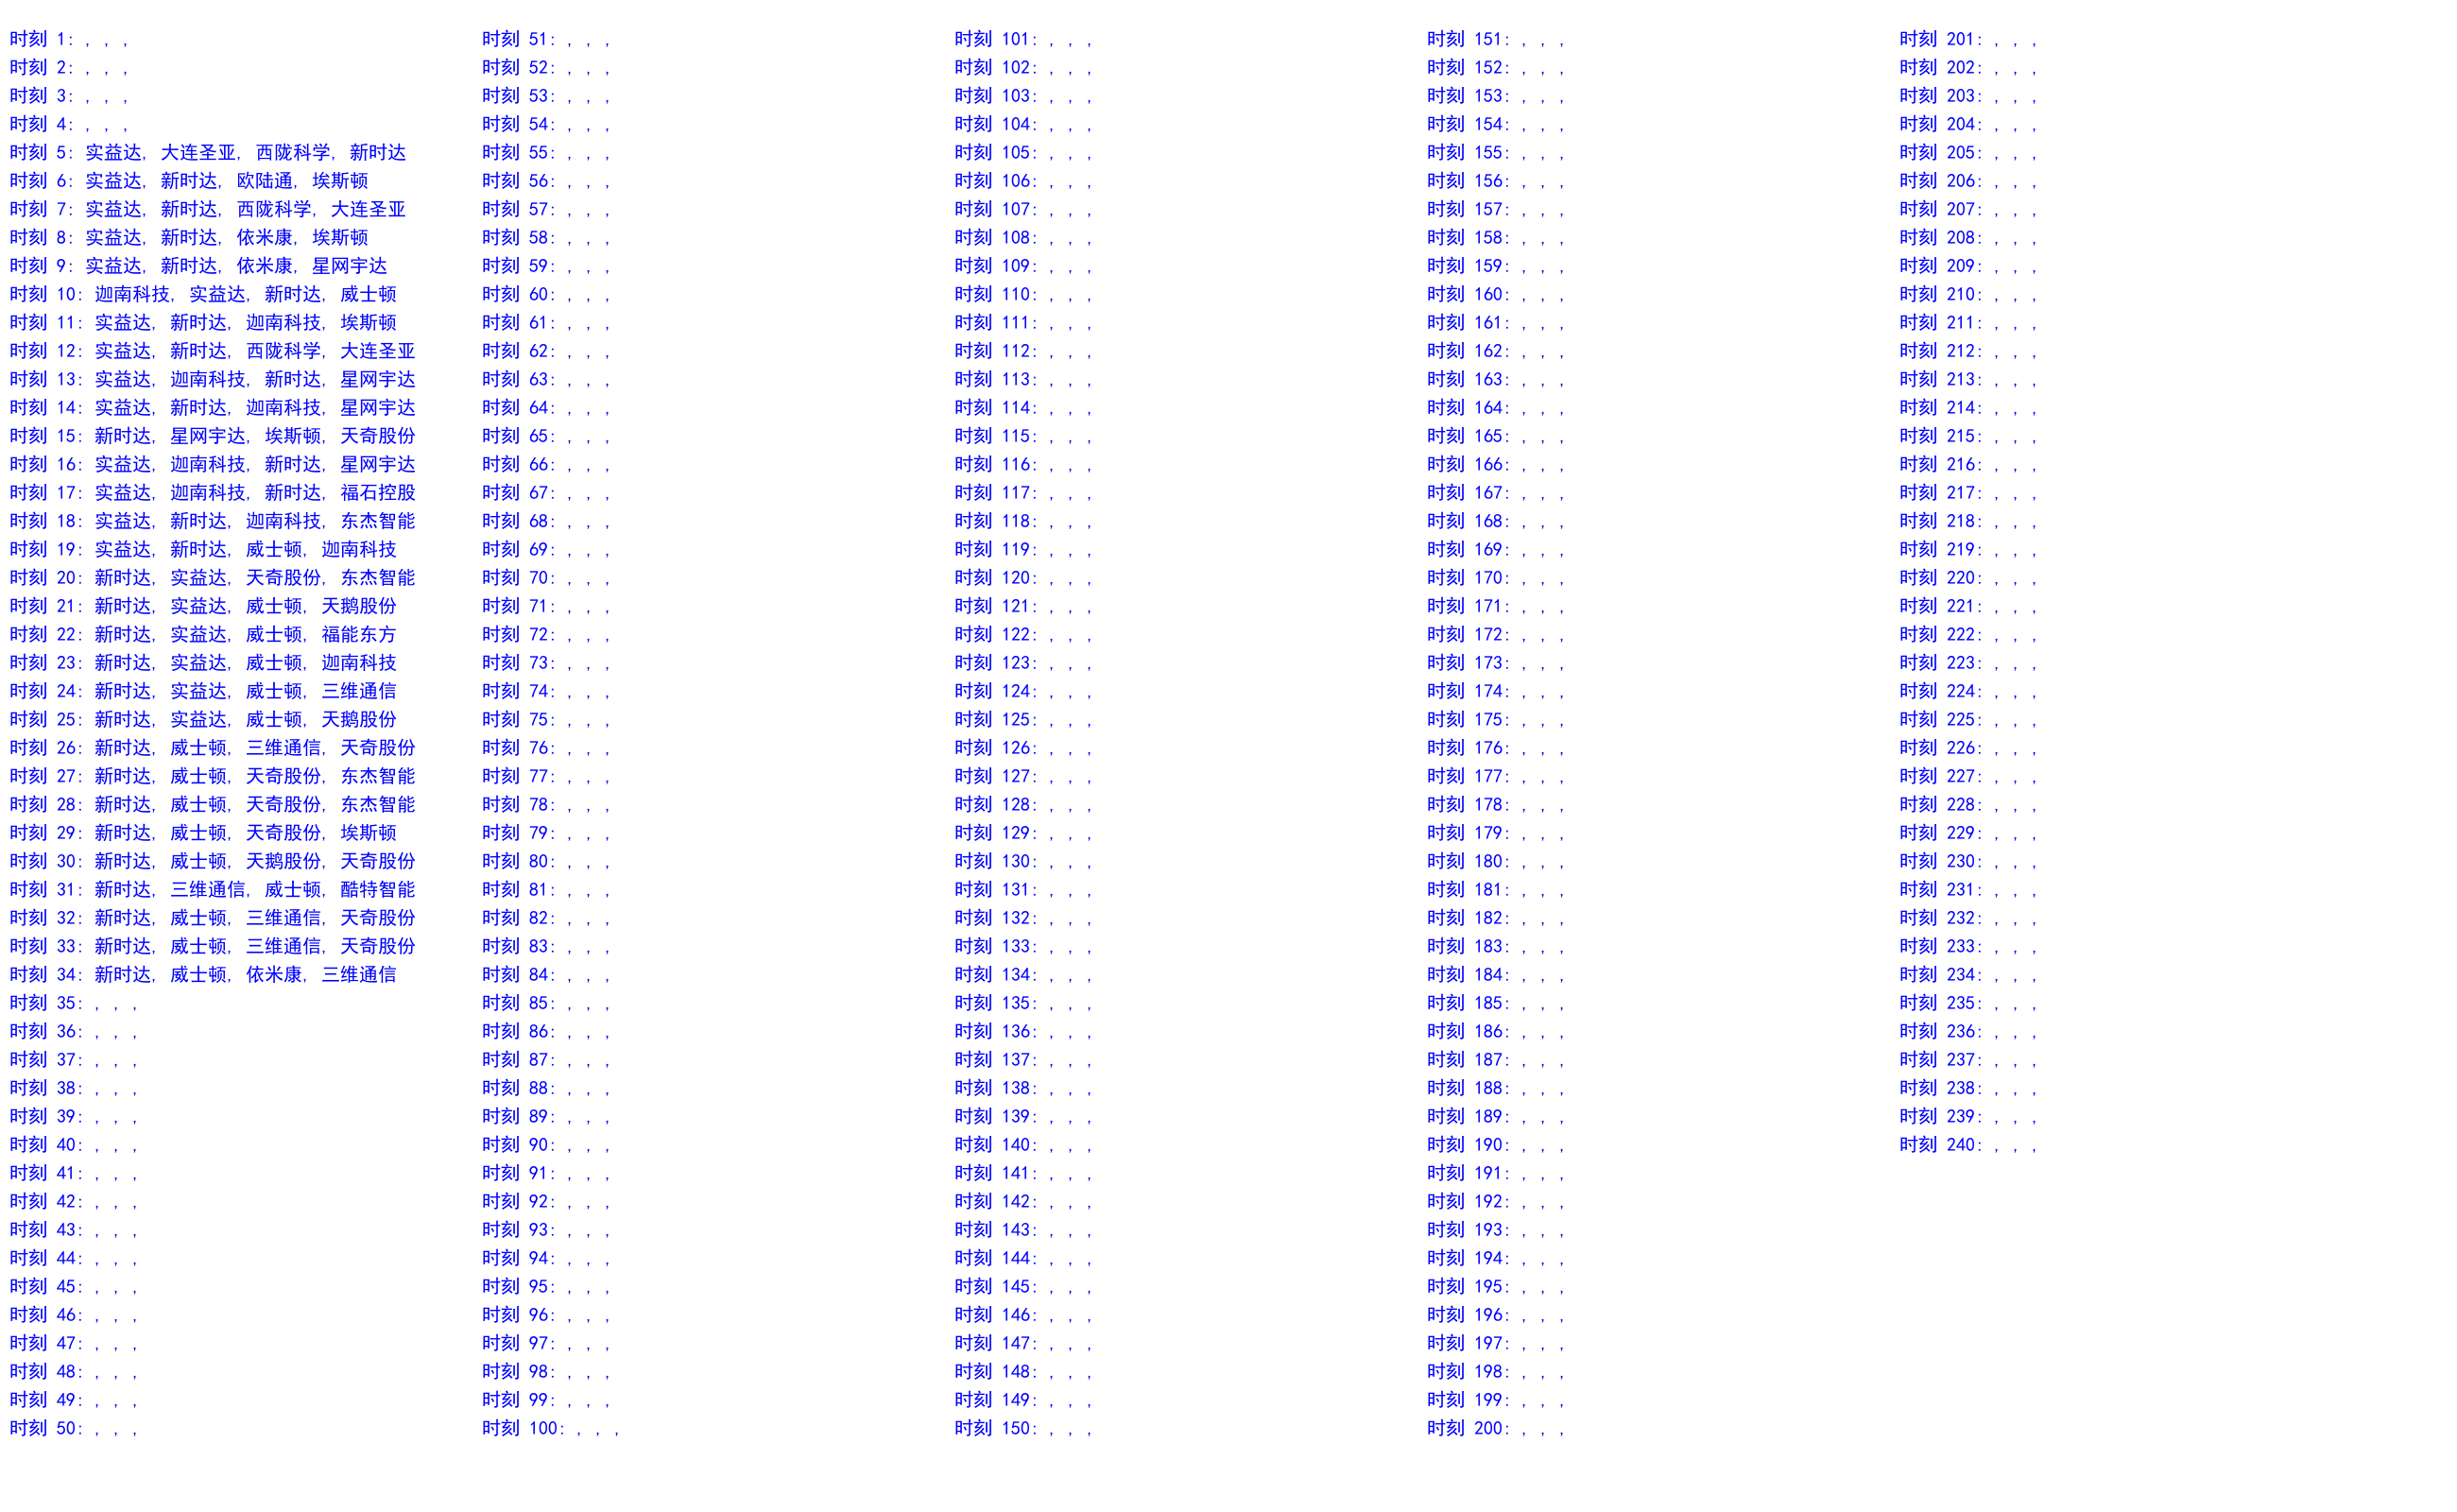 时刻 1: , , ,
时刻 2: , , ,
时刻 3: , , ,
时刻 4: , , ,
时刻 5: 实益达, 大连圣亚, 西陇科学, 新时达
时刻 6: 实益达, 新时达, 欧陆通, 埃斯顿
时刻 7: 实益达, 新时达, 西陇科学, 大连圣亚
时刻 8: 实益达, 新时达, 依米康, 埃斯顿
时刻 9: 实益达, 新时达, 依米康, 星网宇达
时刻 10: 迦南科技, 实益达, 新时达, 威士顿
时刻 11: 实益达, 新时达, 迦南科技, 埃斯顿
时刻 12: 实益达, 新时达, 西陇科学, 大连圣亚
时刻 13: 实益达, 迦南科技, 新时达, 星网宇达
时刻 14: 实益达, 新时达, 迦南科技, 星网宇达
时刻 15: 新时达, 星网宇达, 埃斯顿, 天奇股份
时刻 16: 实益达, 迦南科技, 新时达, 星网宇达
时刻 17: 实益达, 迦南科技, 新时达, 福石控股
时刻 18: 实益达, 新时达, 迦南科技, 东杰智能
时刻 19: 实益达, 新时达, 威士顿, 迦南科技
时刻 20: 新时达, 实益达, 天奇股份, 东杰智能
时刻 21: 新时达, 实益达, 威士顿, 天鹅股份
时刻 22: 新时达, 实益达, 威士顿, 福能东方
时刻 23: 新时达, 实益达, 威士顿, 迦南科技
时刻 24: 新时达, 实益达, 威士顿, 三维通信
时刻 25: 新时达, 实益达, 威士顿, 天鹅股份
时刻 26: 新时达, 威士顿, 三维通信, 天奇股份
时刻 27: 新时达, 威士顿, 天奇股份, 东杰智能
时刻 28: 新时达, 威士顿, 天奇股份, 东杰智能
时刻 29: 新时达, 威士顿, 天奇股份, 埃斯顿
时刻 30: 新时达, 威士顿, 天鹅股份, 天奇股份
时刻 31: 新时达, 三维通信, 威士顿, 酷特智能
时刻 32: 新时达, 威士顿, 三维通信, 天奇股份
时刻 33: 新时达, 威士顿, 三维通信, 天奇股份
时刻 34: 新时达, 威士顿, 依米康, 三维通信
时刻 35: , , ,
时刻 36: , , ,
时刻 37: , , ,
时刻 38: , , ,
时刻 39: , , ,
时刻 40: , , ,
时刻 41: , , ,
时刻 42: , , ,
时刻 43: , , ,
时刻 44: , , ,
时刻 45: , , ,
时刻 46: , , ,
时刻 47: , , ,
时刻 48: , , ,
时刻 49: , , ,
时刻 50: , , ,
时刻 51: , , ,
时刻 52: , , ,
时刻 53: , , ,
时刻 54: , , ,
时刻 55: , , ,
时刻 56: , , ,
时刻 57: , , ,
时刻 58: , , ,
时刻 59: , , ,
时刻 60: , , ,
时刻 61: , , ,
时刻 62: , , ,
时刻 63: , , ,
时刻 64: , , ,
时刻 65: , , ,
时刻 66: , , ,
时刻 67: , , ,
时刻 68: , , ,
时刻 69: , , ,
时刻 70: , , ,
时刻 71: , , ,
时刻 72: , , ,
时刻 73: , , ,
时刻 74: , , ,
时刻 75: , , ,
时刻 76: , , ,
时刻 77: , , ,
时刻 78: , , ,
时刻 79: , , ,
时刻 80: , , ,
时刻 81: , , ,
时刻 82: , , ,
时刻 83: , , ,
时刻 84: , , ,
时刻 85: , , ,
时刻 86: , , ,
时刻 87: , , ,
时刻 88: , , ,
时刻 89: , , ,
时刻 90: , , ,
时刻 91: , , ,
时刻 92: , , ,
时刻 93: , , ,
时刻 94: , , ,
时刻 95: , , ,
时刻 96: , , ,
时刻 97: , , ,
时刻 98: , , ,
时刻 99: , , ,
时刻 100: , , ,
时刻 101: , , ,
时刻 102: , , ,
时刻 103: , , ,
时刻 104: , , ,
时刻 105: , , ,
时刻 106: , , ,
时刻 107: , , ,
时刻 108: , , ,
时刻 109: , , ,
时刻 110: , , ,
时刻 111: , , ,
时刻 112: , , ,
时刻 113: , , ,
时刻 114: , , ,
时刻 115: , , ,
时刻 116: , , ,
时刻 117: , , ,
时刻 118: , , ,
时刻 119: , , ,
时刻 120: , , ,
时刻 121: , , ,
时刻 122: , , ,
时刻 123: , , ,
时刻 124: , , ,
时刻 125: , , ,
时刻 126: , , ,
时刻 127: , , ,
时刻 128: , , ,
时刻 129: , , ,
时刻 130: , , ,
时刻 131: , , ,
时刻 132: , , ,
时刻 133: , , ,
时刻 134: , , ,
时刻 135: , , ,
时刻 136: , , ,
时刻 137: , , ,
时刻 138: , , ,
时刻 139: , , ,
时刻 140: , , ,
时刻 141: , , ,
时刻 142: , , ,
时刻 143: , , ,
时刻 144: , , ,
时刻 145: , , ,
时刻 146: , , ,
时刻 147: , , ,
时刻 148: , , ,
时刻 149: , , ,
时刻 150: , , ,
时刻 151: , , ,
时刻 152: , , ,
时刻 153: , , ,
时刻 154: , , ,
时刻 155: , , ,
时刻 156: , , ,
时刻 157: , , ,
时刻 158: , , ,
时刻 159: , , ,
时刻 160: , , ,
时刻 161: , , ,
时刻 162: , , ,
时刻 163: , , ,
时刻 164: , , ,
时刻 165: , , ,
时刻 166: , , ,
时刻 167: , , ,
时刻 168: , , ,
时刻 169: , , ,
时刻 170: , , ,
时刻 171: , , ,
时刻 172: , , ,
时刻 173: , , ,
时刻 174: , , ,
时刻 175: , , ,
时刻 176: , , ,
时刻 177: , , ,
时刻 178: , , ,
时刻 179: , , ,
时刻 180: , , ,
时刻 181: , , ,
时刻 182: , , ,
时刻 183: , , ,
时刻 184: , , ,
时刻 185: , , ,
时刻 186: , , ,
时刻 187: , , ,
时刻 188: , , ,
时刻 189: , , ,
时刻 190: , , ,
时刻 191: , , ,
时刻 192: , , ,
时刻 193: , , ,
时刻 194: , , ,
时刻 195: , , ,
时刻 196: , , ,
时刻 197: , , ,
时刻 198: , , ,
时刻 199: , , ,
时刻 200: , , ,
时刻 201: , , ,
时刻 202: , , ,
时刻 203: , , ,
时刻 204: , , ,
时刻 205: , , ,
时刻 206: , , ,
时刻 207: , , ,
时刻 208: , , ,
时刻 209: , , ,
时刻 210: , , ,
时刻 211: , , ,
时刻 212: , , ,
时刻 213: , , ,
时刻 214: , , ,
时刻 215: , , ,
时刻 216: , , ,
时刻 217: , , ,
时刻 218: , , ,
时刻 219: , , ,
时刻 220: , , ,
时刻 221: , , ,
时刻 222: , , ,
时刻 223: , , ,
时刻 224: , , ,
时刻 225: , , ,
时刻 226: , , ,
时刻 227: , , ,
时刻 228: , , ,
时刻 229: , , ,
时刻 230: , , ,
时刻 231: , , ,
时刻 232: , , ,
时刻 233: , , ,
时刻 234: , , ,
时刻 235: , , ,
时刻 236: , , ,
时刻 237: , , ,
时刻 238: , , ,
时刻 239: , , ,
时刻 240: , , ,